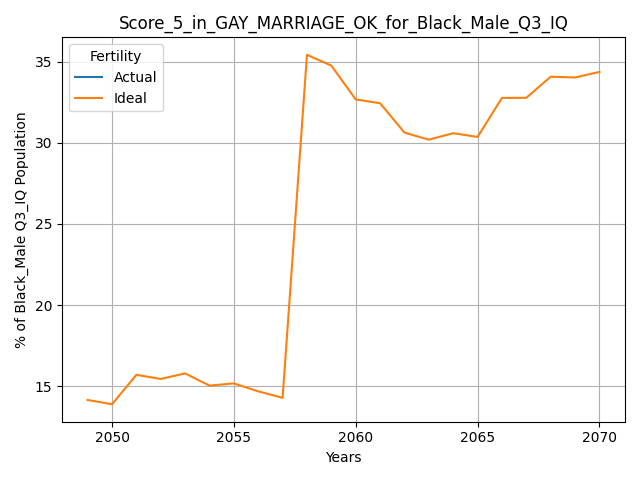 Score_5_in_GAY_MARRIAGE_OK_for_Black_Male_Q3_IQ
Fertility
Actual
Ideal
% of Black_Male Q3_IQ Population
35
30
25
20
15
2050
2055
2060
2065
2070
Years